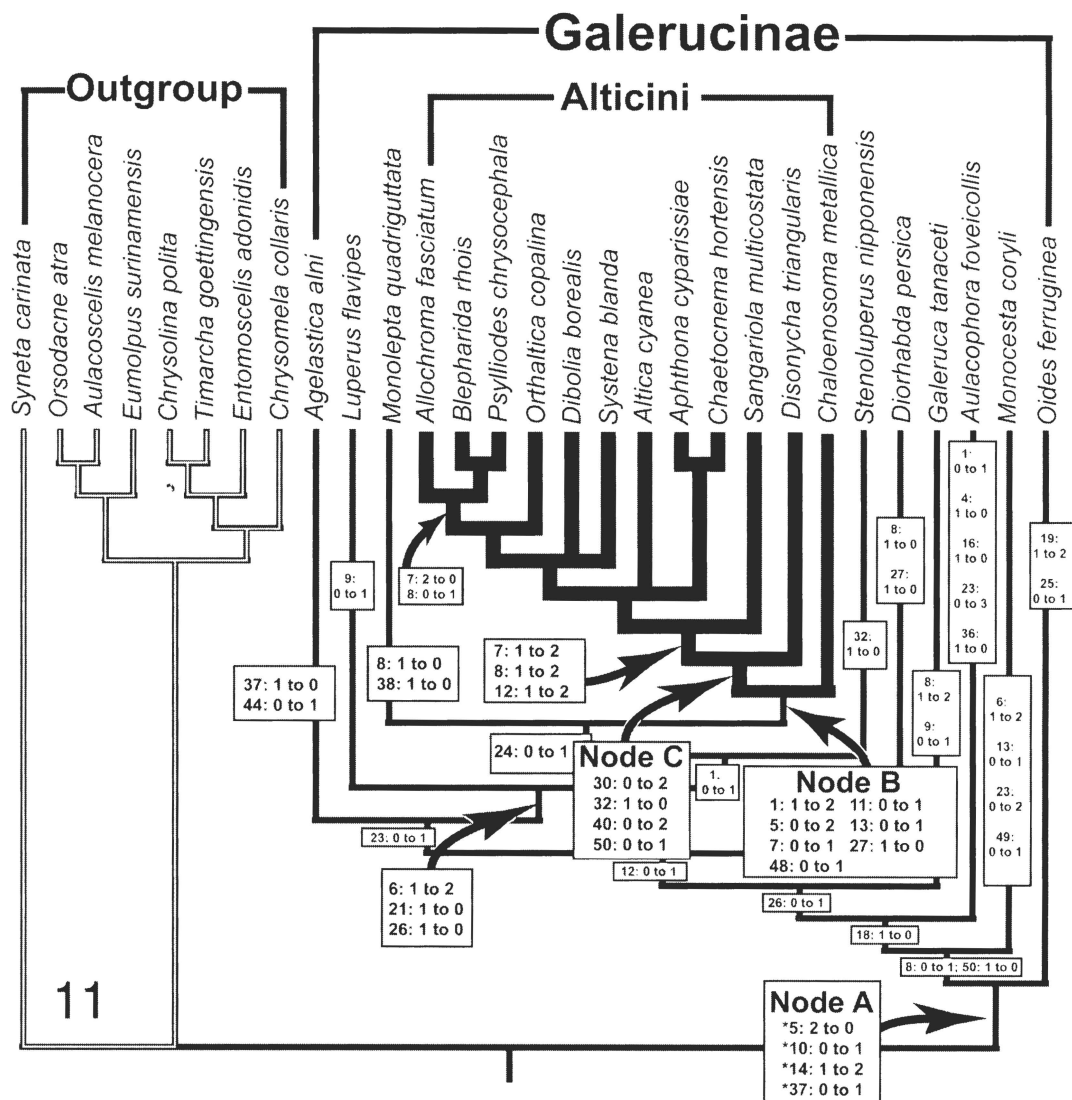 Galerucinae
Outgroup
Alticini
Syneta carinata
Orsodacne atra
Aulacoscelis melanocera
Eumolpus surinamensis
Chrysolina polita
Timarcha goettingensis
Entomoscelis adonidis
Chrysomela collaris
Agelastica alni
Luperus flavipes
Monolepta quadriguttata
Allochroma fasciatum
Blepharida rhois
Psyliodes chrysocephala
Orthaltica copalina
Dibolia borealis
Systena blanda
Altica cyanea
Aphthona cyparissiae
Chaetocnema hortensis
Sangariola multicostata
Disonycha triangularis
Chaloenosoma metallica
Stenoluperus nipponensis
Diorhabda persica
Galeruca tanaceti
Aulacophora foveicollis
Monocesta coryli
Oides ferruginea
1:
0 to 1
4:
1 to 0
16:
1 to 0
23:
0 to 3
36:
1 to 0
8:
1 to 0
27:
1 to 0
19:
1 to 2
25:
0 to 1
9:
0 to 1
7: 2 to 0
8: 0 to 1
32:
1 to 0
7: 1 to 2
8: 1 to 2
12: 1 to 2
8: 1 to 0
38: 1 to 0
37: 1 to 0
44: 0 to 1
8:
1 to 2
9:
0 to 1
6:
1 to 2
13:
0 to 1
23:
0 to 2
49:
0 to 1
24: 0 to 1
Node C
30: 0 to 2
32: 1 to 0
40: 0 to 2
50: 0 to 1
1:
0 to 1
Node B
1: 1 to 2 11: 0 to 1
5: 0 to 2 13: 0 to 1
7: 0 to 1 27: 1 to 0
48: 0 to 1
23: 0 to 1
12: 0 to 1
6: 1 to 2
21: 1 to 0
26: 1 to 0
26: 0 to 1
18: 1 to 0
8: 0 to 1; 50: 1 to 0
11
Node A
*5: 2 to 0
*10: 0 to 1
*14: 1 to 2
*37: 0 to 1